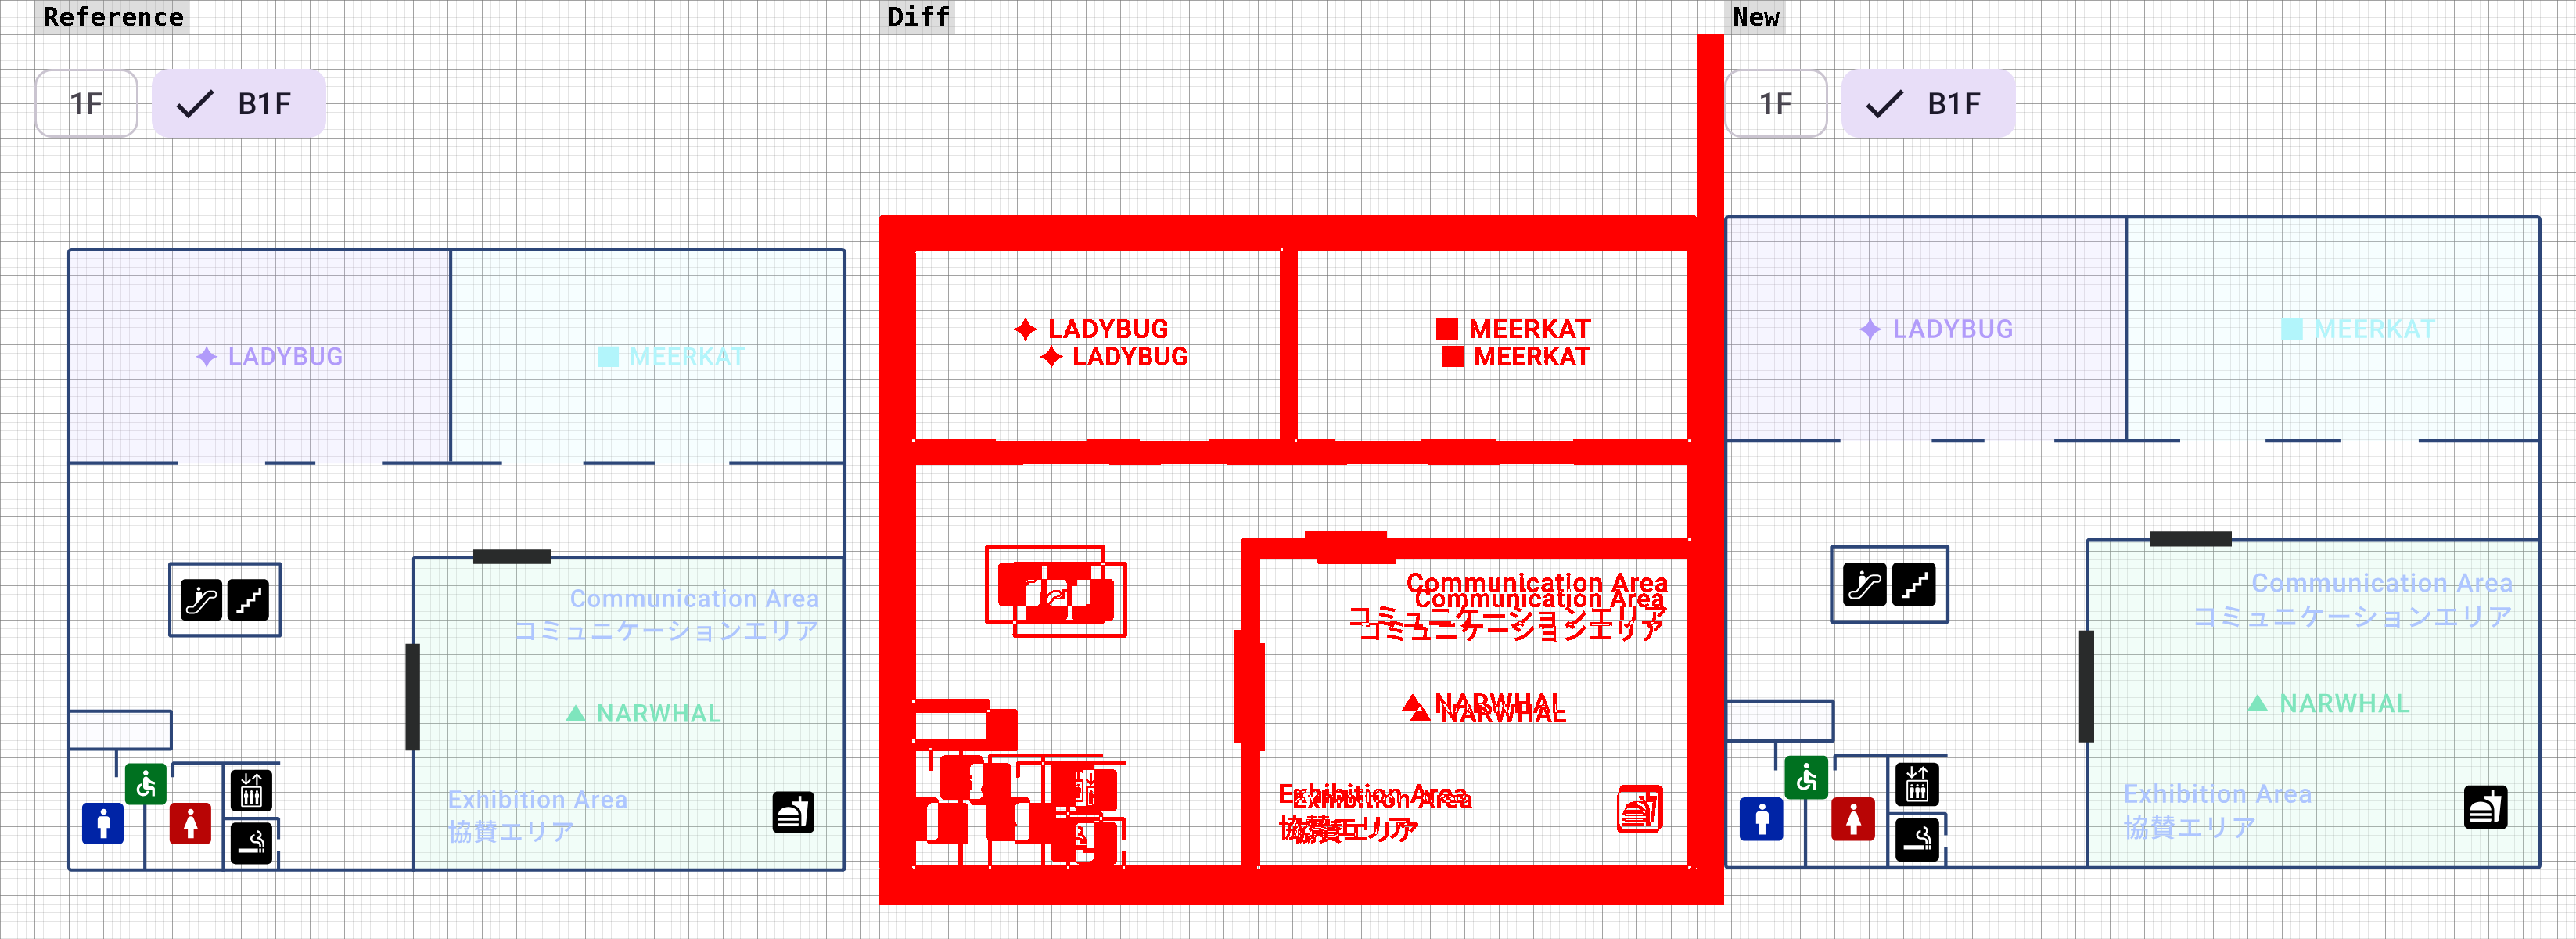 Reference
1F
B1F
LADYBUG
MEERKAT
Communication Area
コミュニケーションエリア
NARWHAL
Exhibition Area
協賛エリア
Diff
LADYBUG
LADYBUG
MEERKAT
MEERKAT
Communication Area
Communication Area
コミュニケーションエリア
コミュニケーションエリア
NARWHAL
NARWHAL
Exhibition Area
Exhibition Area
協賛エリア
協賛エリア
New
1F
B1F
LADYBUG
MEERKAT
Communication Area
コミュニケーションエリア
NARWHAL
Exhibition Area
協賛エリア